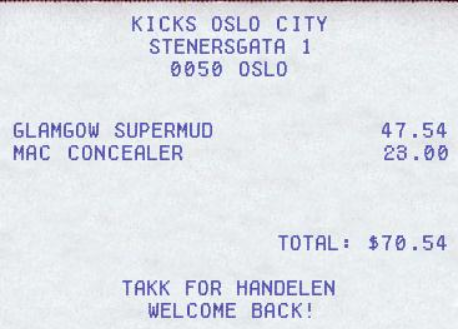 KICKS OSLO CITY
STENERSGATA 1
0050 OSLO
GLAMGOW SUPERMUD 47.54
MAC CONCEALER 23.00
TOTAL: $70.54
TAKK FOR HANDELEN
WELCOME BACK!